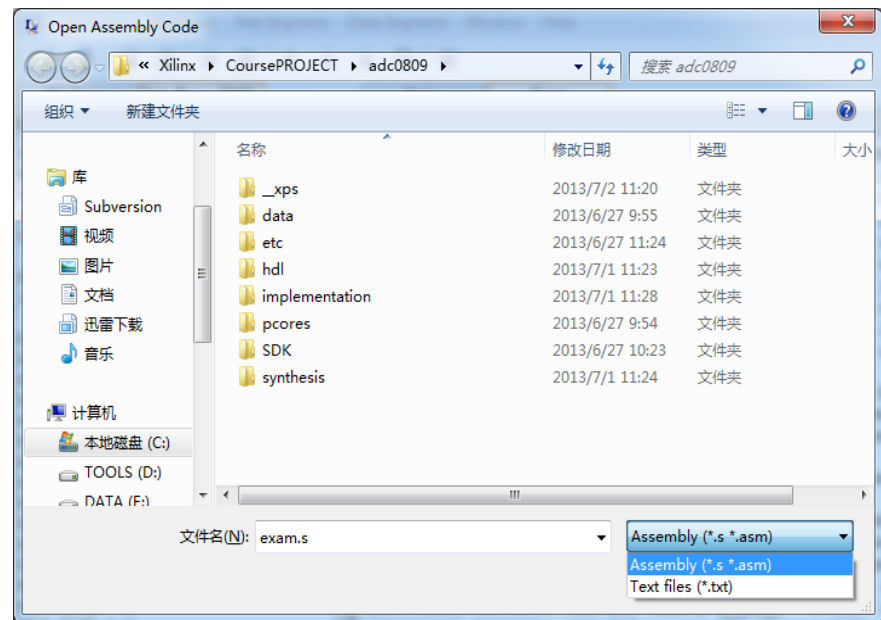 Open Assembly Code
« Xilinx ▸ CoursePROJECT ▸ adc0809 ▸
搜索 adc0809
组织 ▼ 新建文件夹
名称 修改日期 类型 大小
库
Subversion
视频
图片
文档
迅雷下载
音乐
计算机
本地磁盘 (C:)
TOOLS (D:)
DATA (E:)
__xps 2013/7/2 11:20 文件夹
data 2013/6/27 9:55 文件夹
etc 2013/6/27 11:24 文件夹
hdl 2013/7/1 11:23 文件夹
implementation 2013/7/1 11:28 文件夹
pcores 2013/6/27 9:54 文件夹
SDK 2013/6/27 10:23 文件夹
synthesis 2013/7/1 11:24 文件夹
文件名(N): exam.s
Assembly (*.s *.asm)
Assembly (*.s *.asm)
Text files (*.txt)